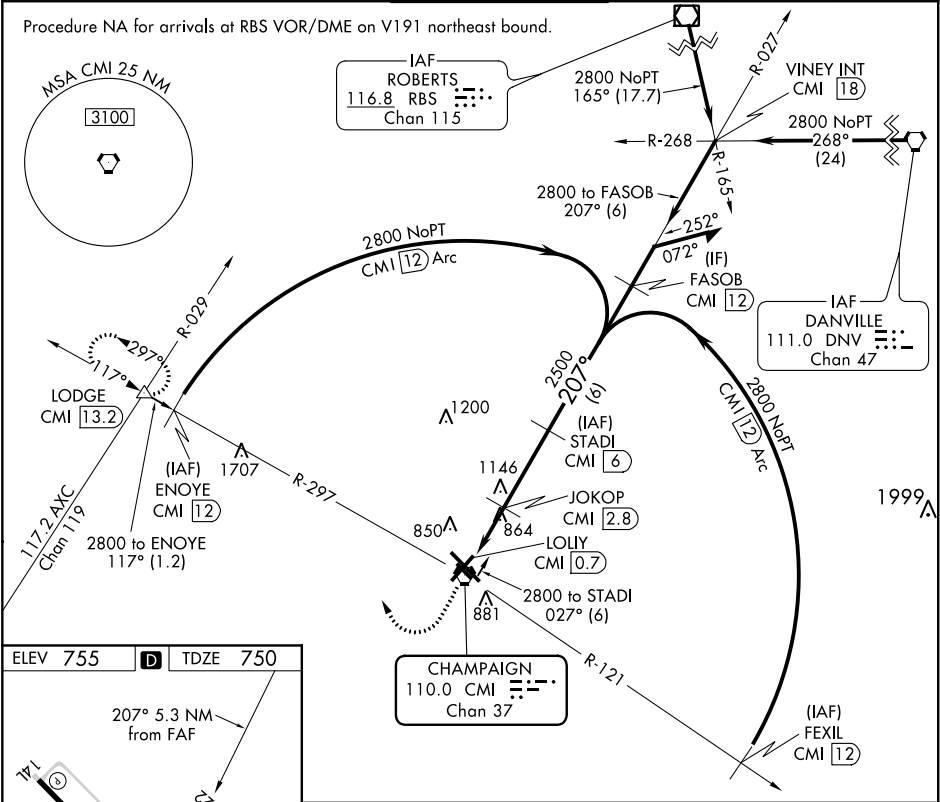 Procedure NA for arrivals at RBS VOR/DME on V191 northeast bound.
MSA CMI 25 NM
3100
IAF
ROBERTS
116.8 RBS
Chan 115
2800 NoPT
165° (17.7)
R-027
VINEY INT
CMI 18
R-268
2800 NoPT
268°
(24)
R-165
2800 to FASOB
207° (6)
252°
072°
(IF)
FASOB
CMI 12
IAF
DANVILLE
111.0 DNV
Chan 47
2800 NoPT
CMI 12 Arc
R-029
297°
117°
LODGE
CMI 13.2
(IAF)
ENOYE
CMI 12
1707
R-297
117.2 AXC
Chan 119
2800 to ENOYE
117° (1.2)
1200
2500
207°
(6)
(IAF)
STADI
CMI 6
2800 NoPT
CMI 12 Arc
1146
JOKOP
CMI 2.8
850
864
LOLIY
CMI 0.7
1999
2800 to STADI
027° (6)
881
R-121
CHAMPAIGN
110.0 CMI
Chan 37
(IAF)
FEXIL
CMI 12
ELEV 755 D TDZE 750
207° 5.3 NM
from FAF
14L
P
22